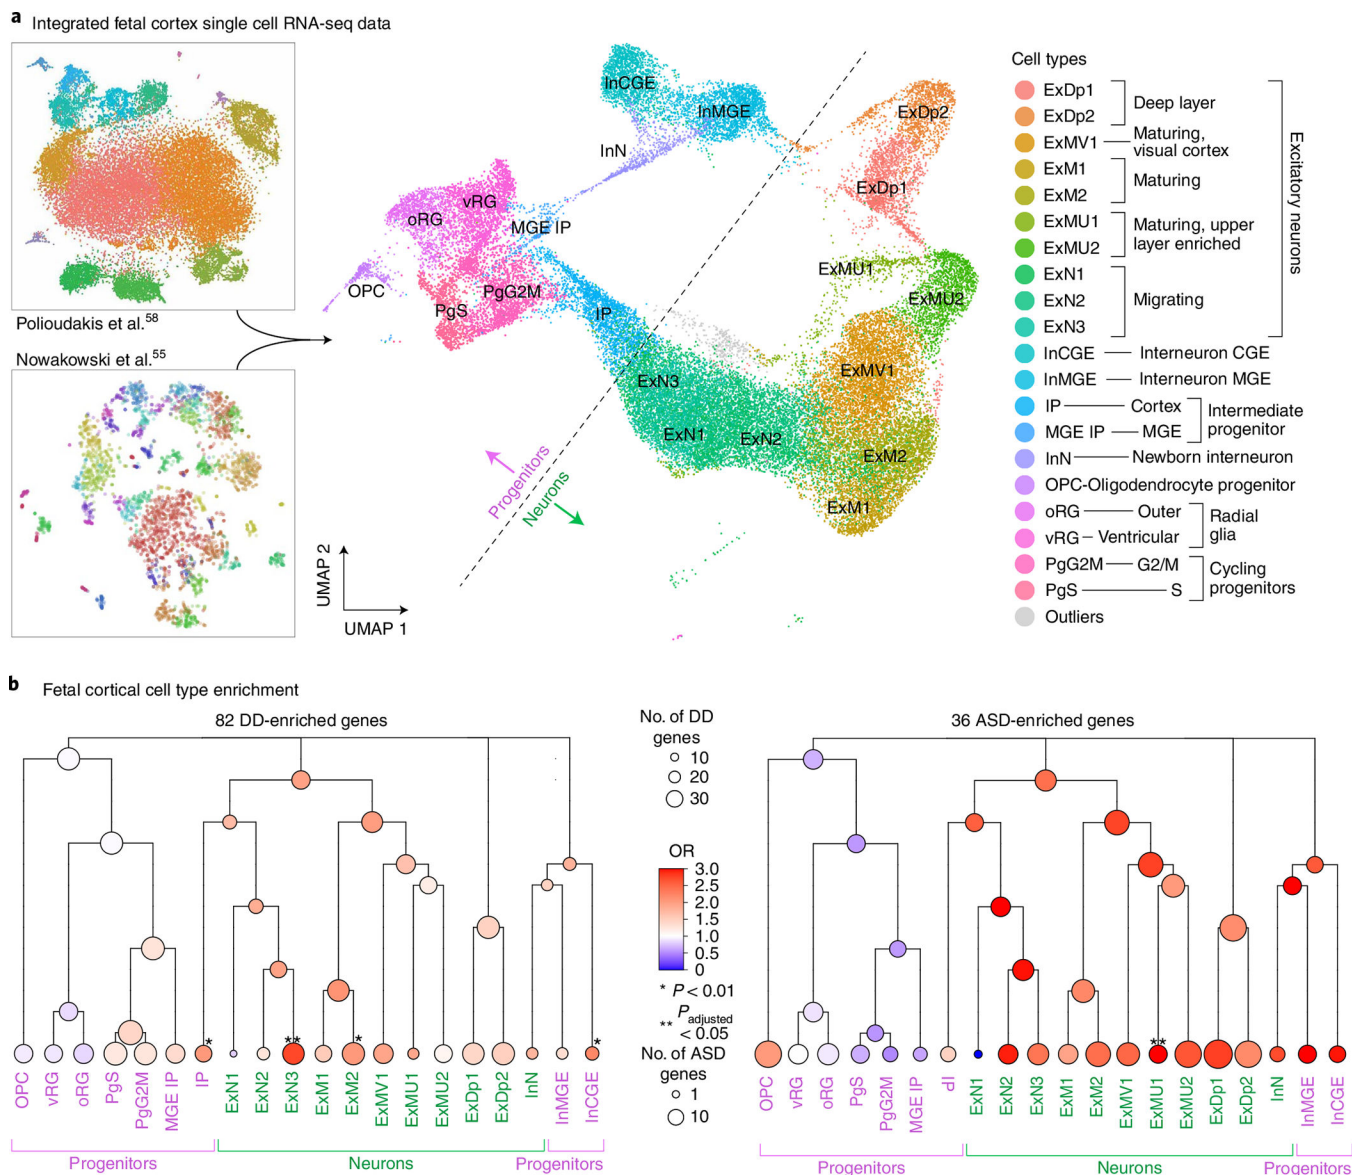 a Integrated fetal cortex single cell RNA-seq data
Polioudakis et al.58
Nowakowski et al.55
InCGE
InMGE
InN
ExDp2
ExDp1
vRG
oRG
MGE IP
OPC
PgS
PgG2M
IP
ExMU1
ExMU2
ExMV1
ExN3
ExN1
ExN2
ExM2
ExM1
Progenitors
Neurons
UMAP 2
UMAP 1
Cell types
ExDp1
ExDp2
Deep layer
ExMV1
Maturing,
visual cortex
ExM1
ExM2
Maturing
ExMU1
ExMU2
Maturing, upper
layer enriched
ExN1
ExN2
ExN3
Migrating
Excitatory neurons
InCGE Interneuron CGE
InMGE Interneuron MGE
IP Cortex
MGE IP MGE
Intermediate
progenitor
InN Newborn interneuron
OPC-Oligodendrocyte progenitor
oRG Outer
vRG Ventricular
Radial
glia
PgG2M G2/M
PgS S
Cycling
progenitors
Outliers
b Fetal cortical cell type enrichment
82 DD-enriched genes
* ** * *
OPC vRG oRG PgS PgG2M MGE IP IP ExN1 ExN2 ExN3 ExM1 ExM2 ExMV1 ExMU1 ExMU2 ExDp1 ExDp2 InN InMGE InCGE
Progenitors Neurons Progenitors
No. of DD
genes
10
20
30
OR
3.0
2.5
2.0
1.5
1.0
0.5
0
* P < 0.01
** Padjusted
< 0.05
No. of ASD
genes
1
10
36 ASD-enriched genes
**
OPC vRG oRG PgS PgG2M MGE IP IP ExN1 ExN2 ExN3 ExM1 ExM2 ExMV1 ExMU1 ExMU2 ExDp1 ExDp2 InN InMGE InCGE
Progenitors Neurons Progenitors